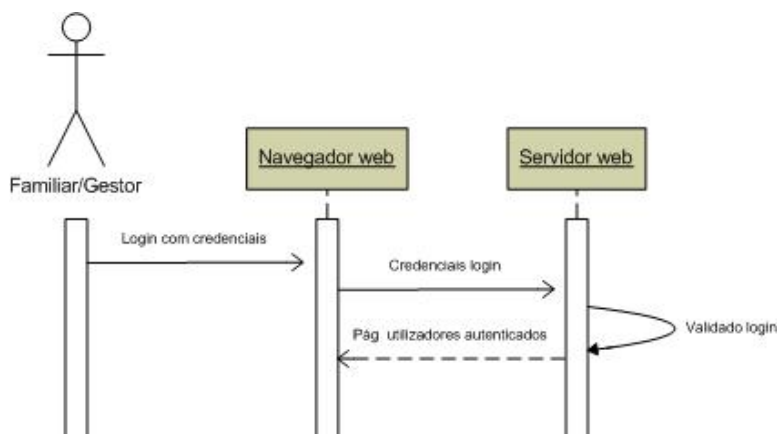 Familiar/Gestor
Navegador web
Servidor web
Login com credenciais
Credenciais login
Validado login
Pág utilizadores autenticados